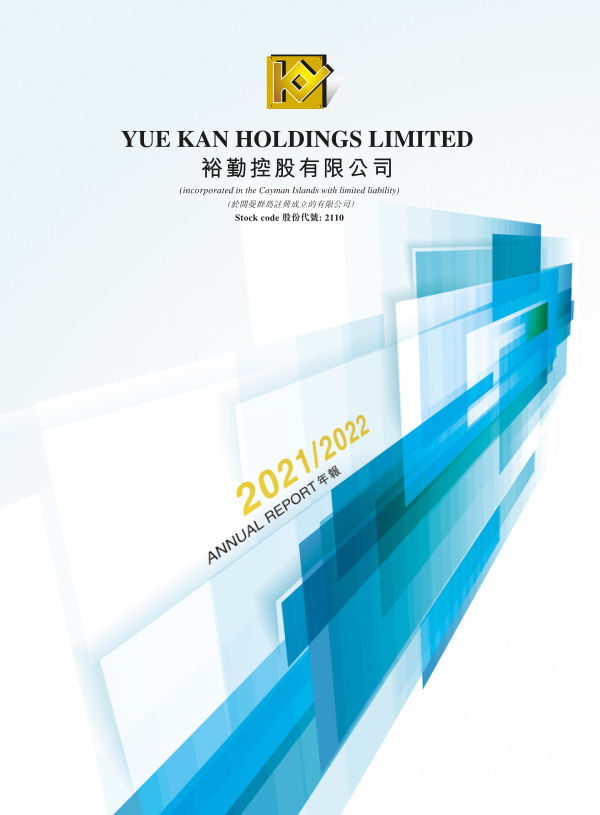 KY
YUE KAN HOLDINGS LIMITED
裕勤控股有限公司
(incorporated in the Cayman Islands with limited liability)
(於開曼群島註冊成立的有限公司)
Stock code 股份代號: 2110
2021/2022
ANNUAL REPORT 年報